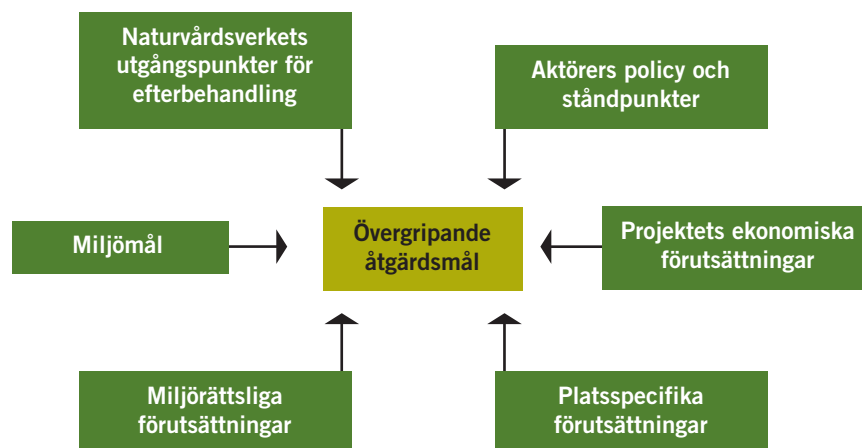 Naturvårdsverkets
utgångspunkter för
efterbehandling
Aktörers policy och
ståndpunkter
Miljömål
Övergripande
åtgärdsmål
Projektets ekonomiska
förutsättningar
Miljörättsliga
förutsättningar
Platsspecifika
förutsättningar